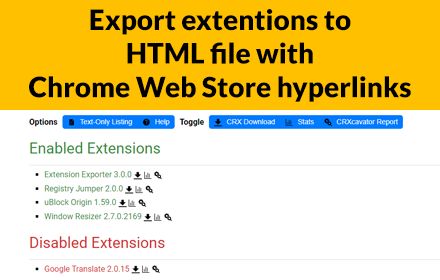 Export extentions to
HTML file with
Chrome Web Store hyperlinks
Options Text-Only Listing Help Toggle CRX Download Stats CRXcavator Report
Enabled Extensions
Extension Exporter 3.0.0
Registry Jumper 2.0.0
uBlock Origin 1.59.0
Window Resizer 2.7.0.2169
Disabled Extensions
Google Translate 2.0.15